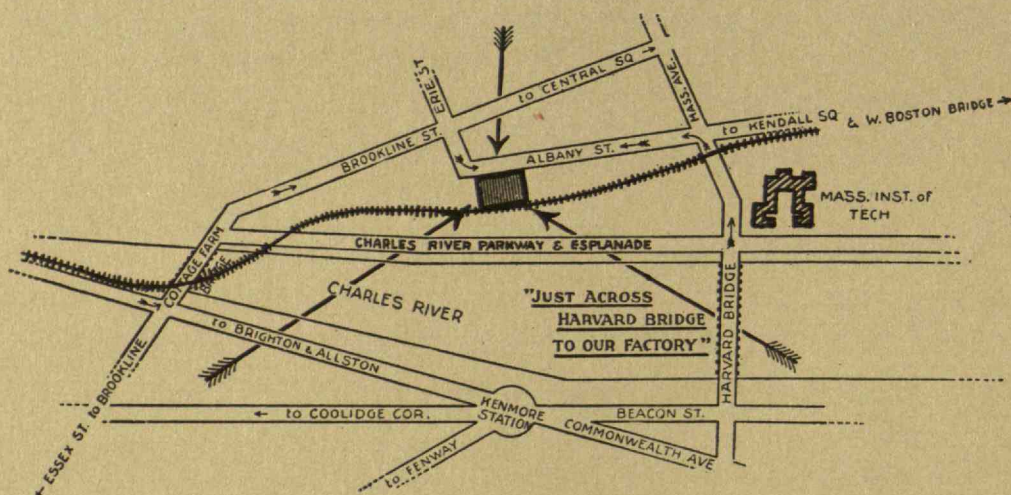 ERIE ST
to CENTRAL SQ
MASS. AVE.
to KENDALL SQ & W. BOSTON BRIDGE
BROOKLINE ST.
ALBANY ST.
MASS. INST. of
TECH
CHARLES RIVER PARKWAY & ESPLANADE
COTTAGE FARM
BRIDGE
CHARLES RIVER
"JUST ACROSS
HARVARD BRIDGE
TO OUR FACTORY"
HARVARD BRIDGE
to BRIGHTON & ALLSTON
ESSEX ST. to BROOKLINE
to COOLIDGE COR.
KENMORE
STATION
BEACON ST.
COMMONWEALTH AVE
to FENWAY